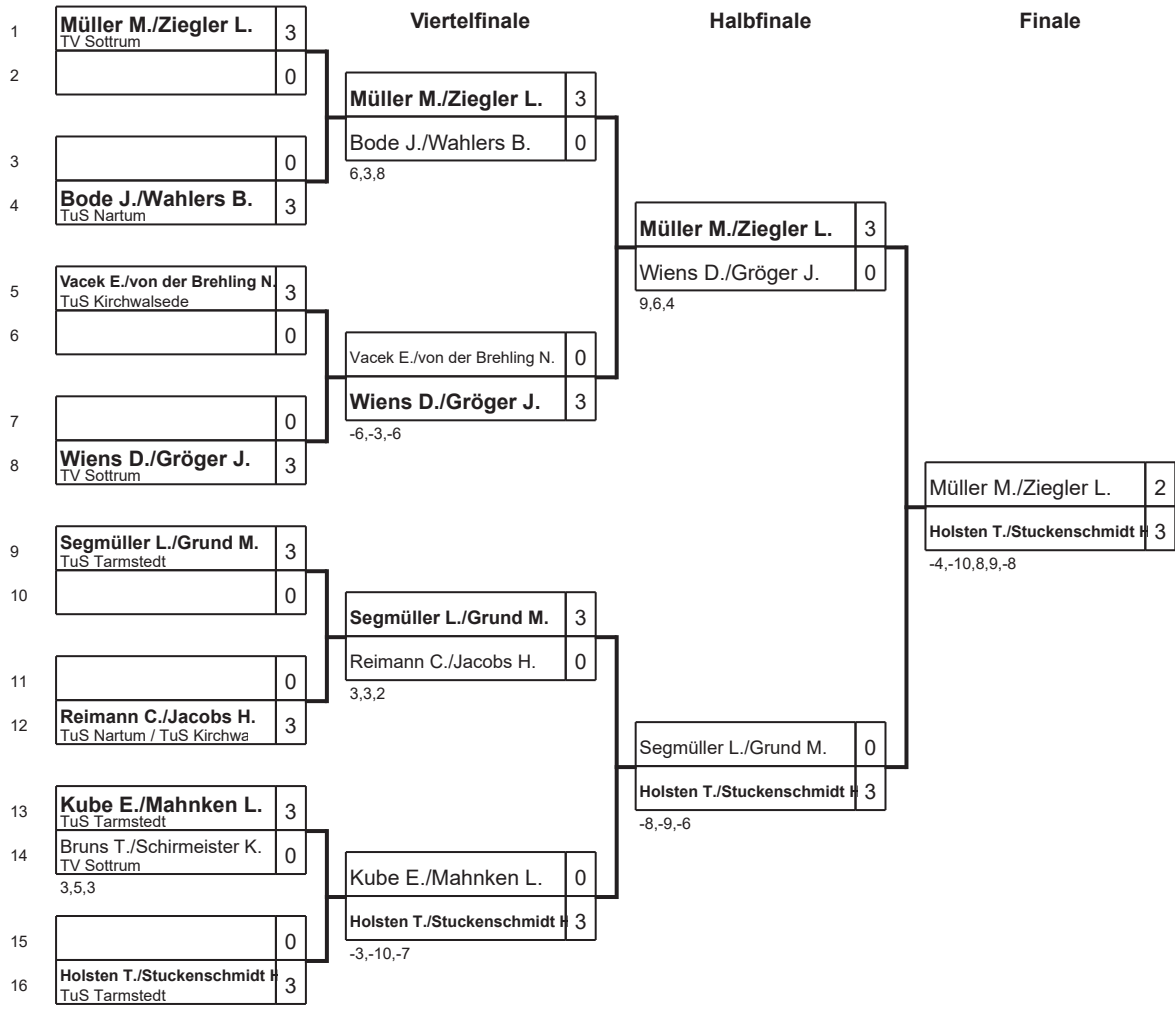 Viertelfinale
Halbfinale
Finale
1
Müller M./Ziegler L. 3
TV Sottrum
2
0
3
0
4
Bode J./Wahlers B. 3
TuS Nartum
5
Vacek E./von der Brehling N. 3
TuS Kirchwalsede
6
0
7
0
8
Wiens D./Gröger J. 3
TV Sottrum
9
Segmüller L./Grund M. 3
TuS Tarmstedt
10
0
11
0
12
Reimann C./Jacobs H. 3
TuS Nartum / TuS Kirchwa
13
Kube E./Mahnken L. 3
TuS Tarmstedt
14
Bruns T./Schirmeister K. 0
TV Sottrum
3,5,3
15
0
16
Holsten T./Stuckenschmidt H 3
TuS Tarmstedt
Müller M./Ziegler L. 3
Bode J./Wahlers B. 0
6,3,8
Vacek E./von der Brehling N. 0
Wiens D./Gröger J. 3
-6,-3,-6
Segmüller L./Grund M. 3
Reimann C./Jacobs H. 0
3,3,2
Kube E./Mahnken L. 0
Holsten T./Stuckenschmidt H 3
-3,-10,-7
Müller M./Ziegler L. 3
Wiens D./Gröger J. 0
9,6,4
Segmüller L./Grund M. 0
Holsten T./Stuckenschmidt H 3
-8,-9,-6
Müller M./Ziegler L. 2
Holsten T./Stuckenschmidt H 3
-4,-10,8,9,-8